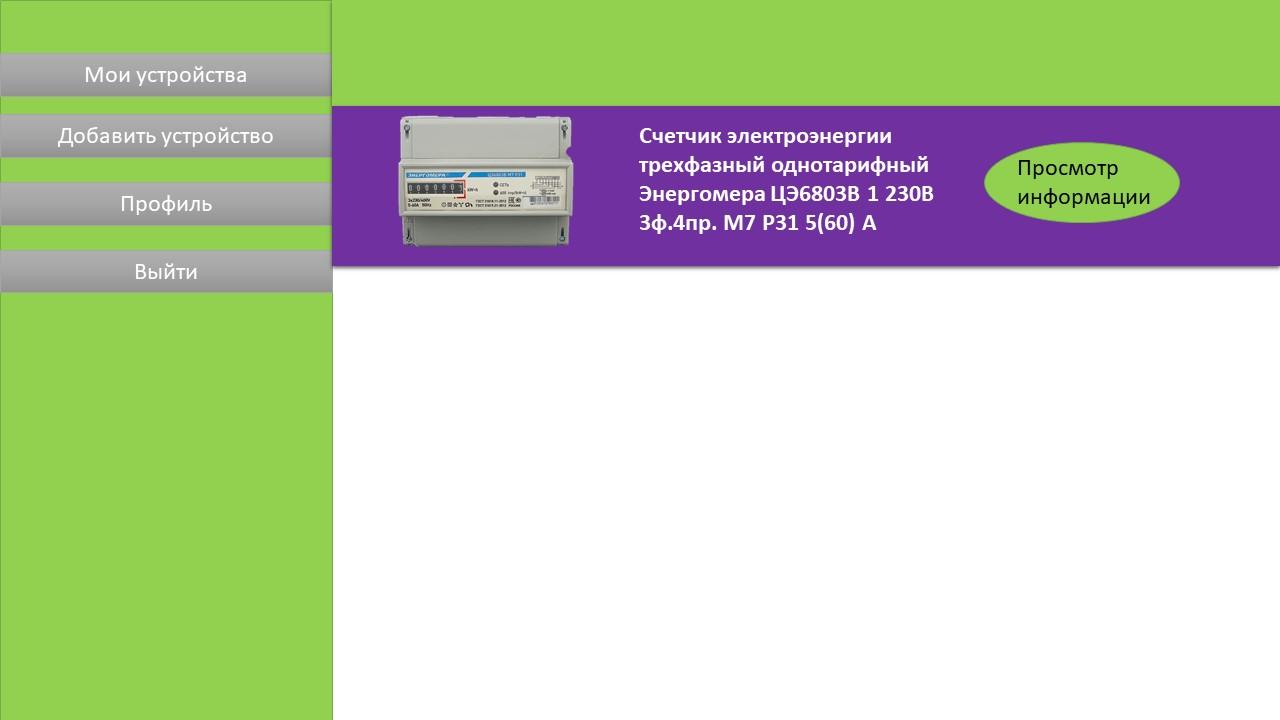 Мои устройства
Добавить устройство
Профиль
Выйти
ЭНЕРГОМЕРА
Счетчик электроэнергии
трехфазный однотарифный
Энергомера ЦЭ6803В 1 230В
3ф.4пр. М7 Р31 5(60) А
Просмотр
информации